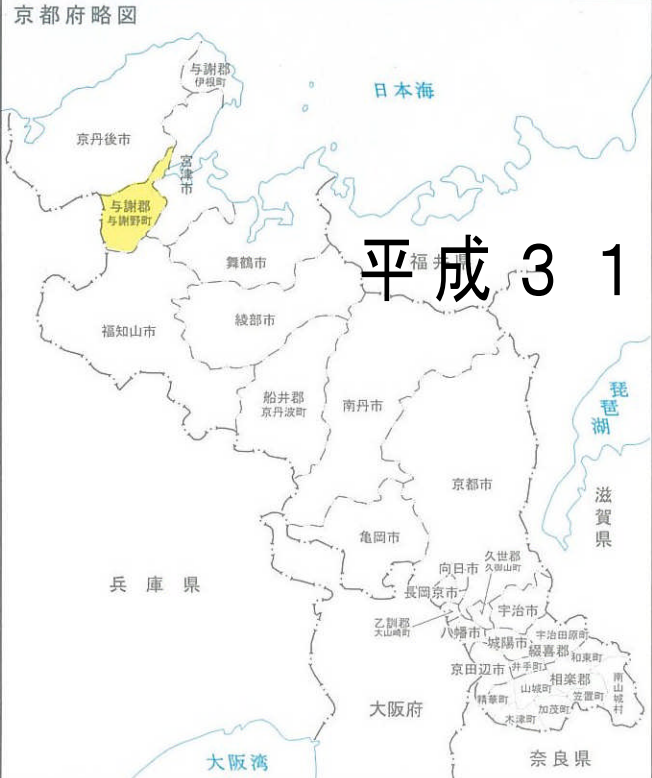 京都府略図
与謝郡
伊根町
日本海
京丹後市
宮津市
与謝郡
与謝野町
舞鶴市
福井県
平成３１
綾部市
福知山市
船井郡
京丹波町
南丹市
琵琶湖
京都市
滋賀県
亀岡市
久世郡
久御山町
向日市
兵庫県
長岡京市
宇治市
乙訓郡
大山崎町
八幡市
宇治田原町
城陽市
綴喜郡
和束町
京田辺市
井手町
相楽郡
南山城村
山城町
笠置町
精華町
加茂町
大阪府
木津町
大阪湾
奈良県